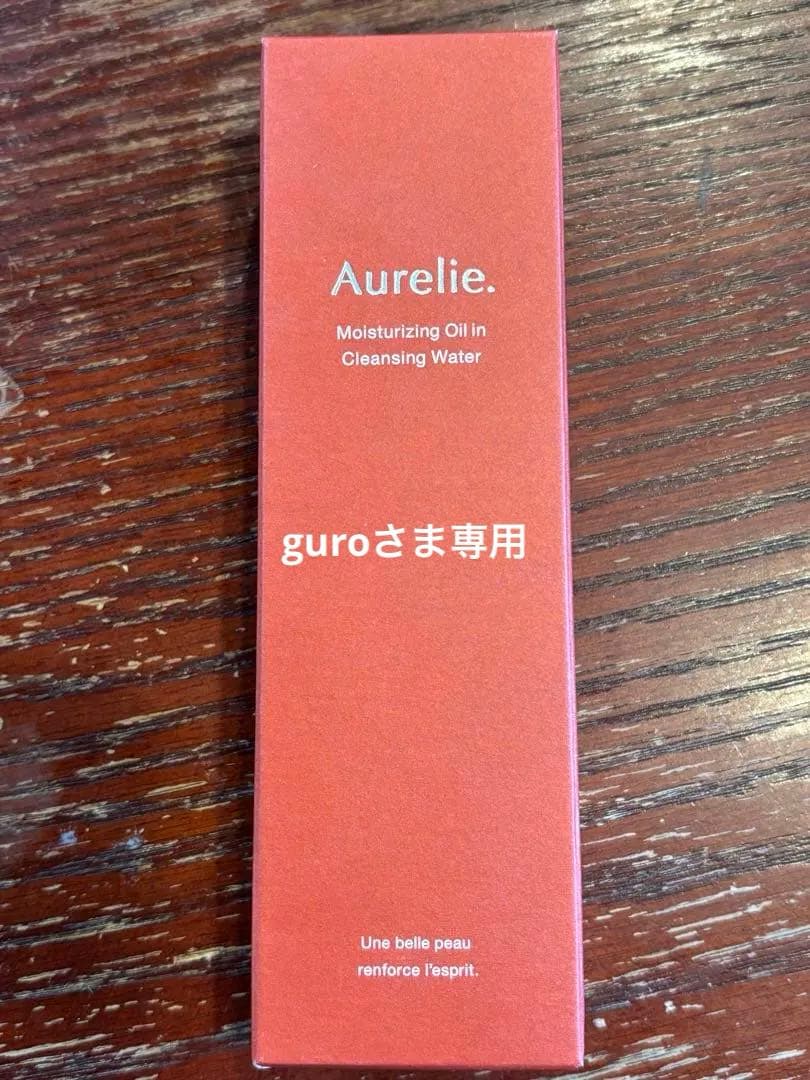 Aurelie.
Moisturizing Oil in
Cleansing Water
guroさま専用
Une belle peau
renforce l'esprit.